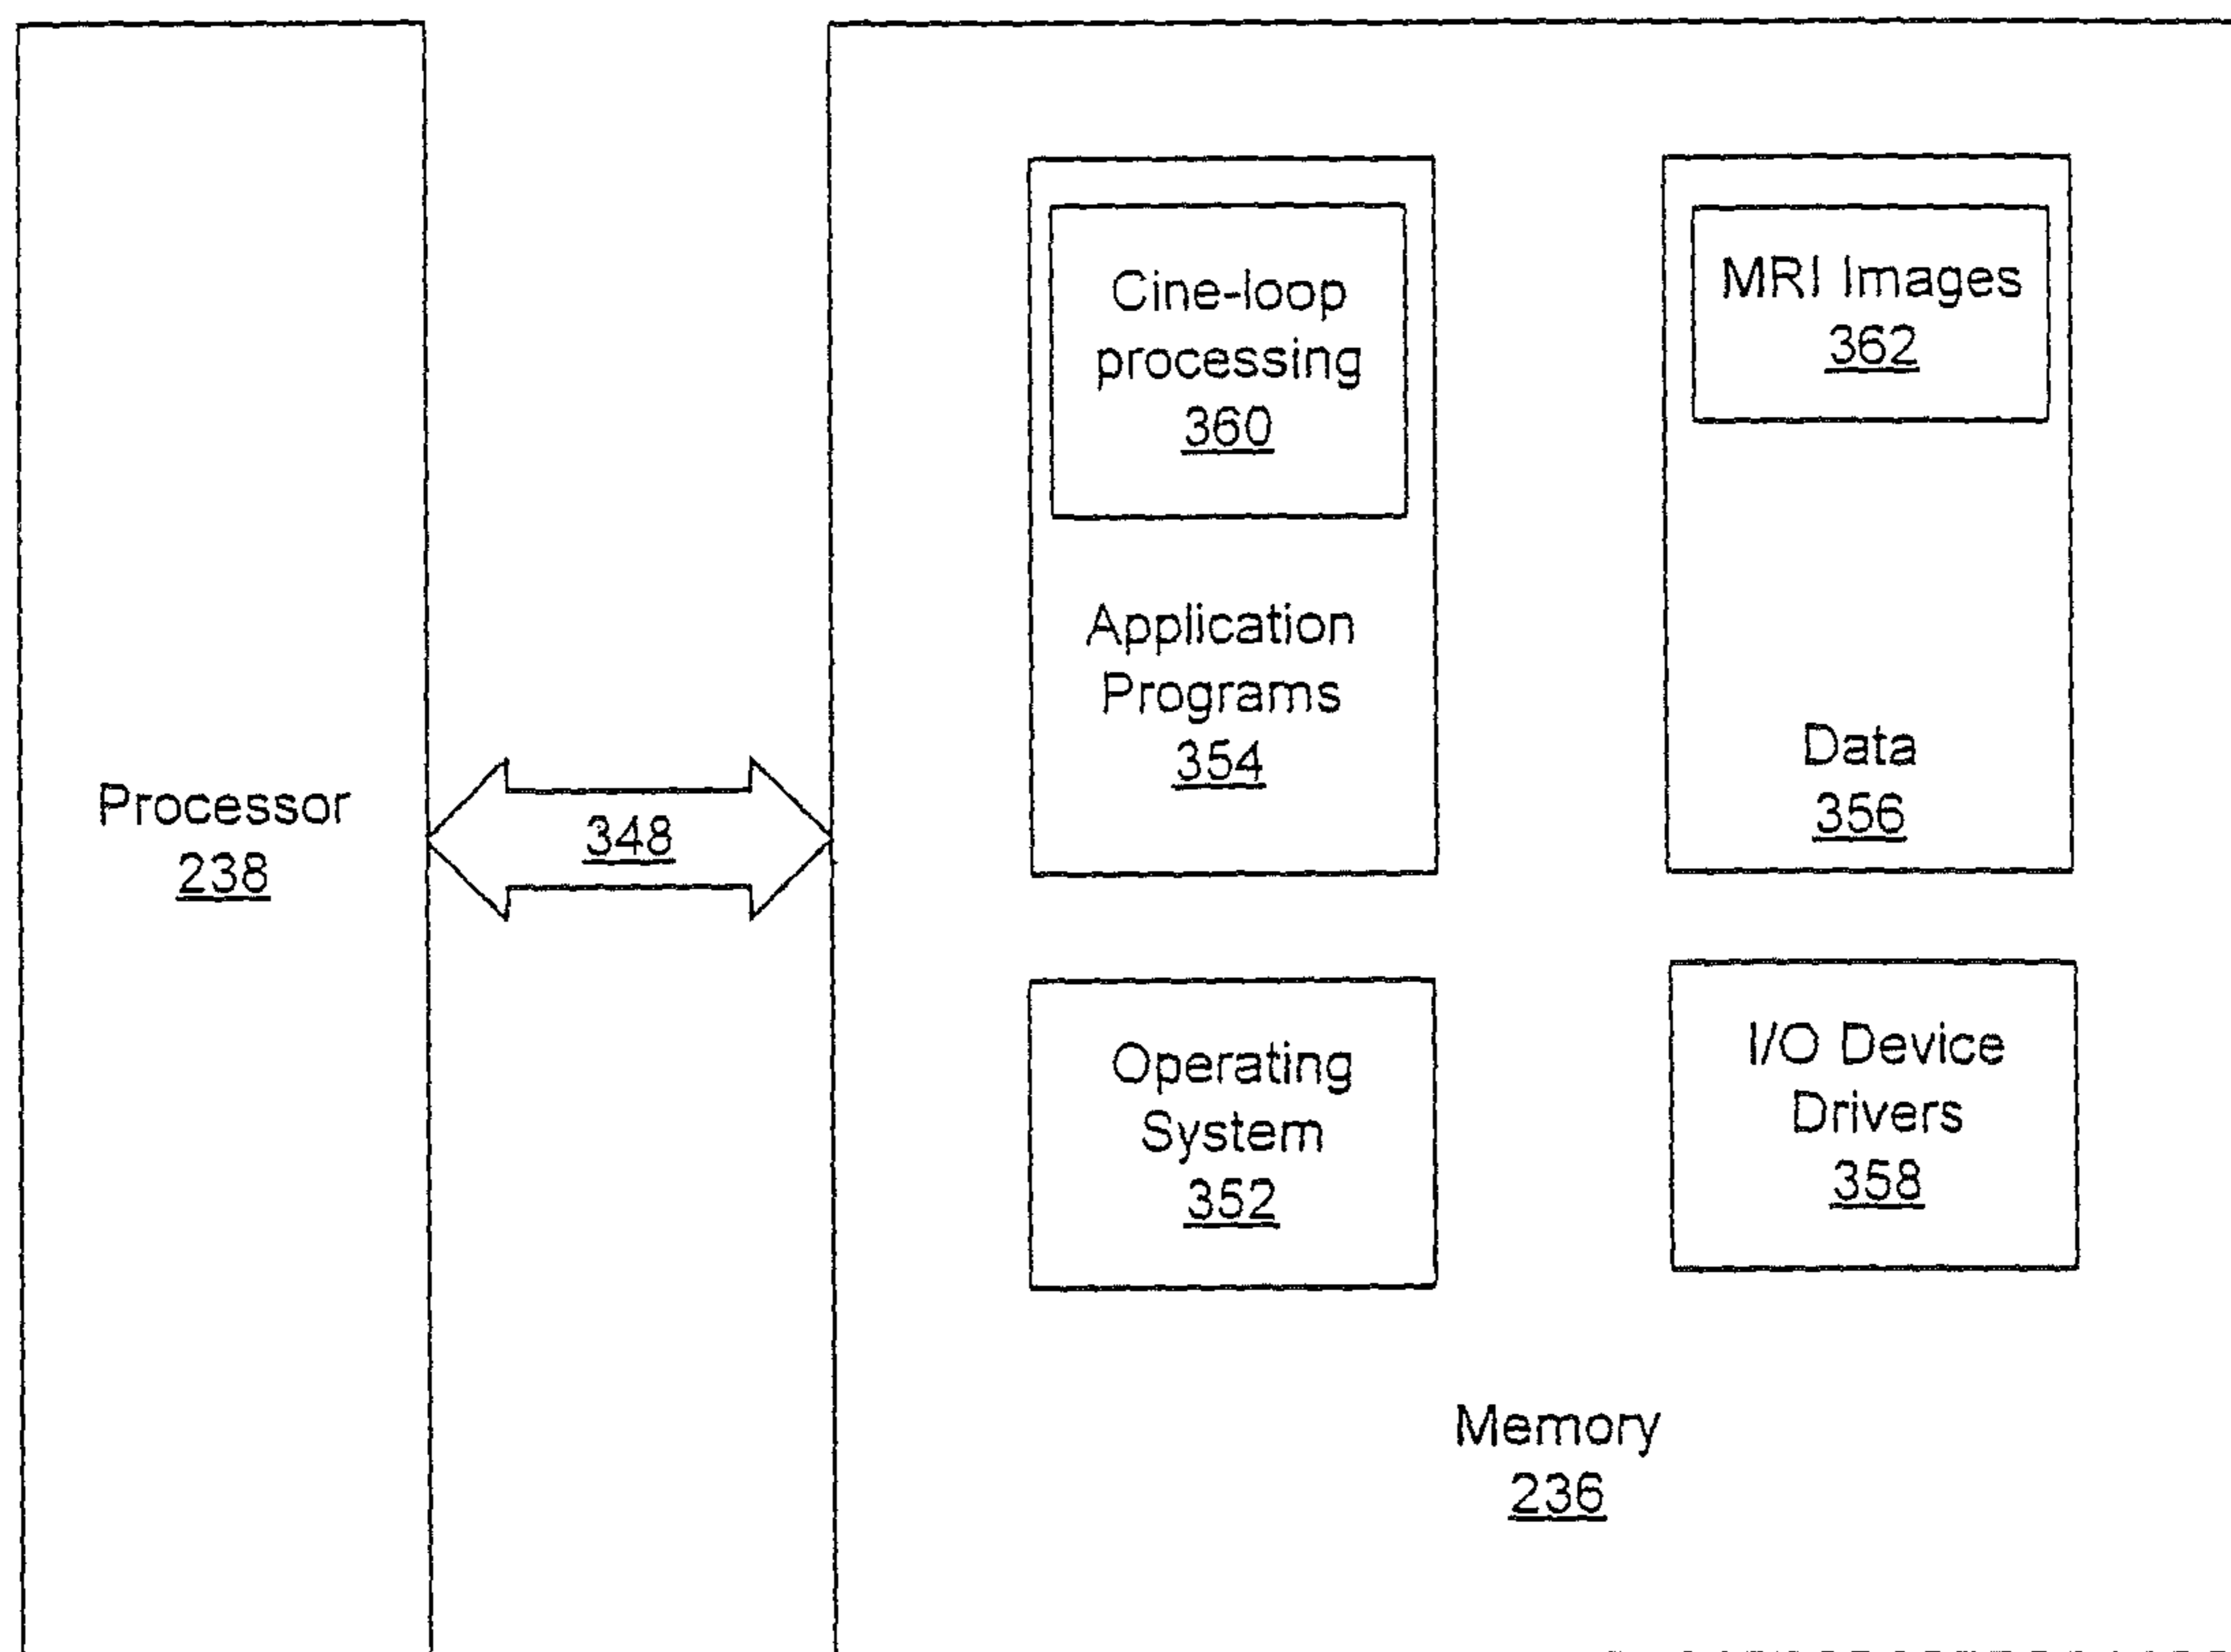 Processor
238
348
Cine-loop
processing
360
Application
Programs
354
MRI Images
362
Data
356
Operating
System
352
I/O Device
Drivers
358
Memory
236